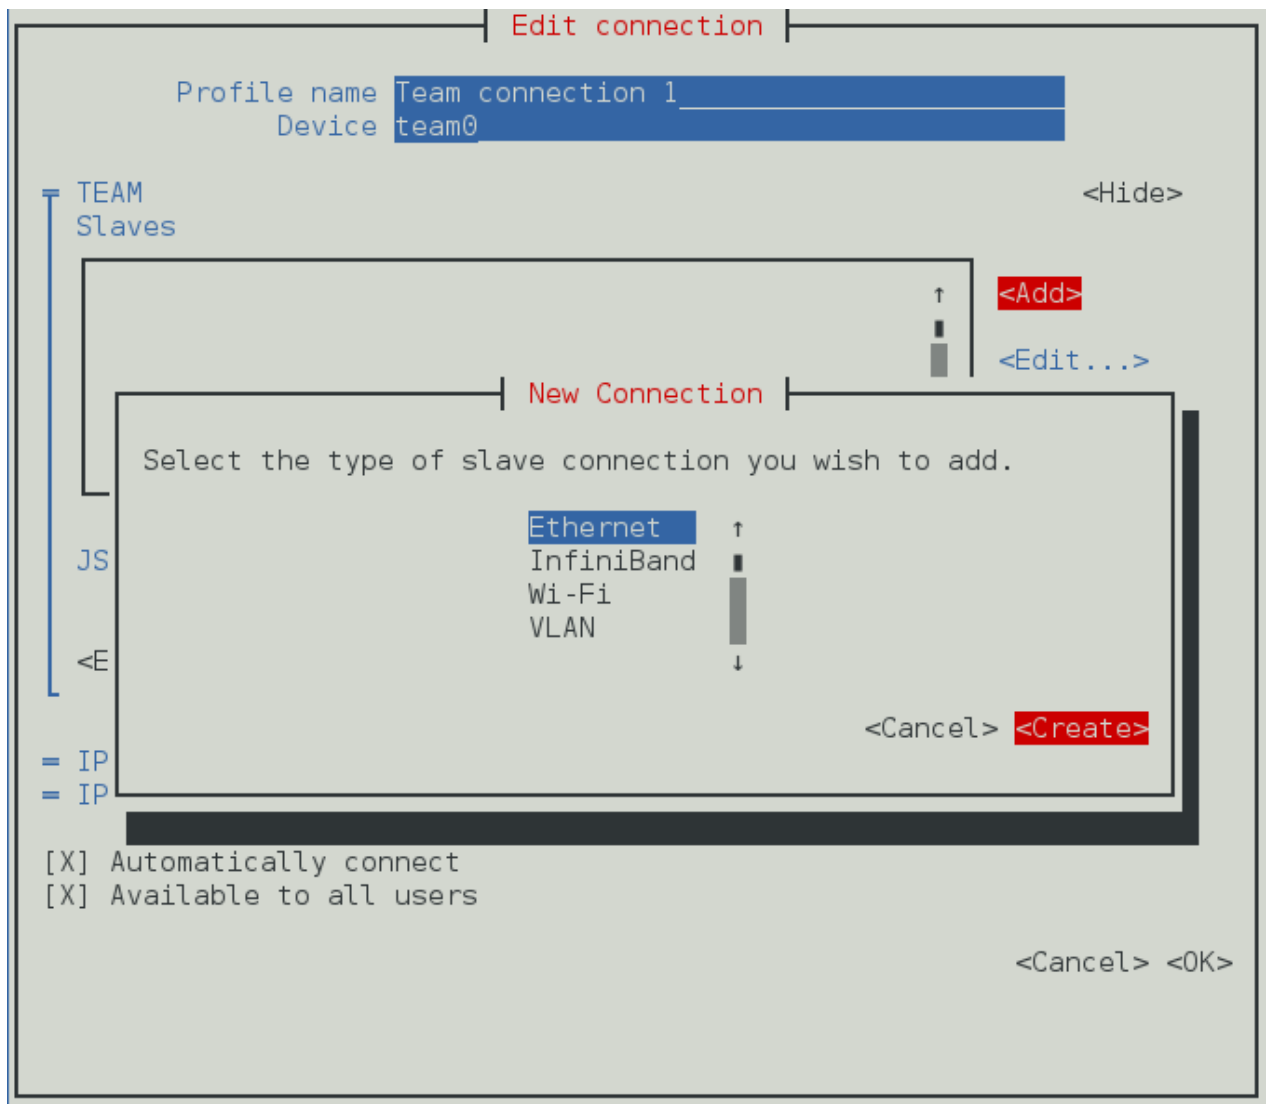 Edit connection
Profile name Team connection 1
Device team0
TEAM <Hide>
Slaves
<Add>
<Edit...>
New Connection
Select the type of slave connection you wish to add.
Ethernet
InfiniBand
JS
Wi-Fi
VLAN
<E
<Cancel> <Create>
= IP
= IP
[X] Automatically connect
[X] Available to all users
<Cancel> <OK>